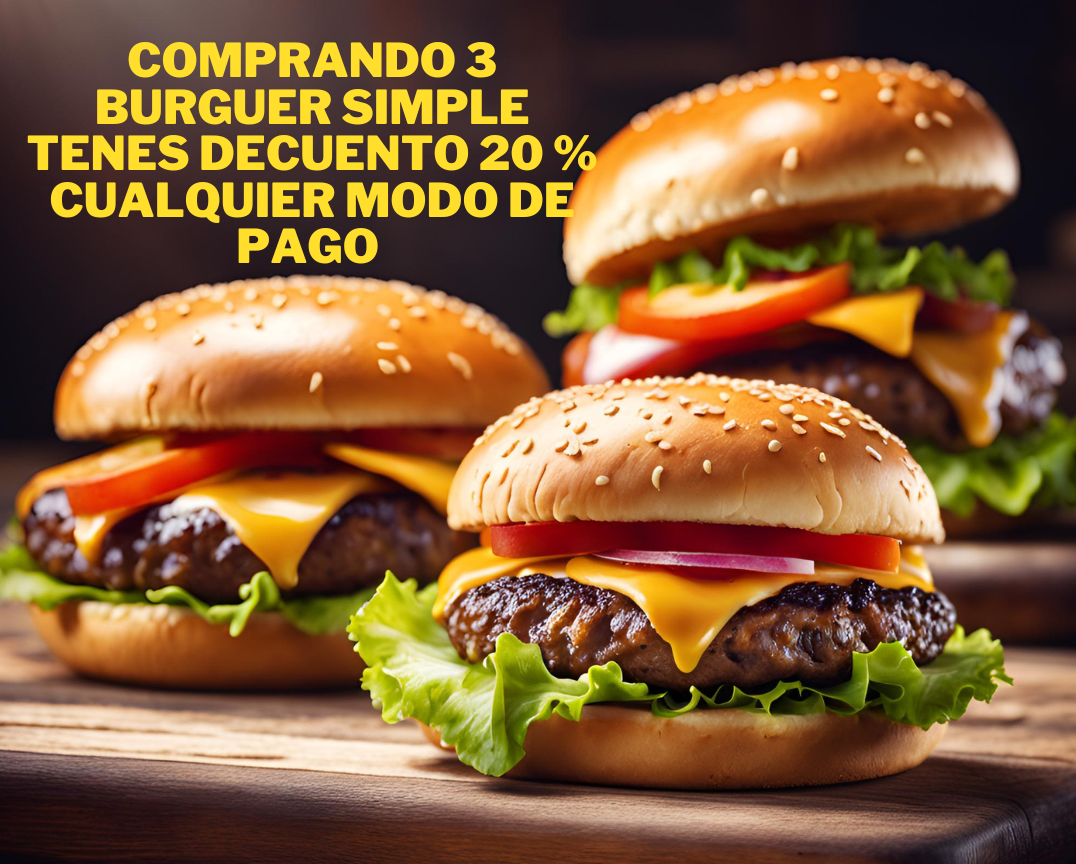 COMPRANDO 3
BURGUER SIMPLE
TENES DECUENTO 20 %
CUALQUIER MODO DE
PAGO